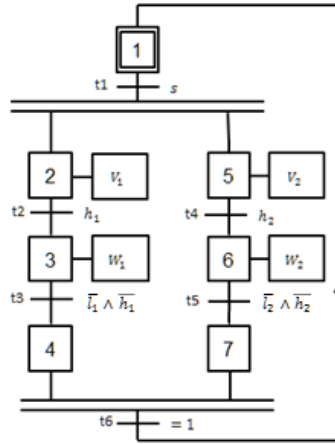 1
t1 s
2 V₁ 5 V₂
t2 h₁ t4 h₂
3 W₁ 6 W₂
t3 l̅₁ ∧ h̅₁ t5 l̅₂ ∧ h̅₂
4 7
t6 = 1